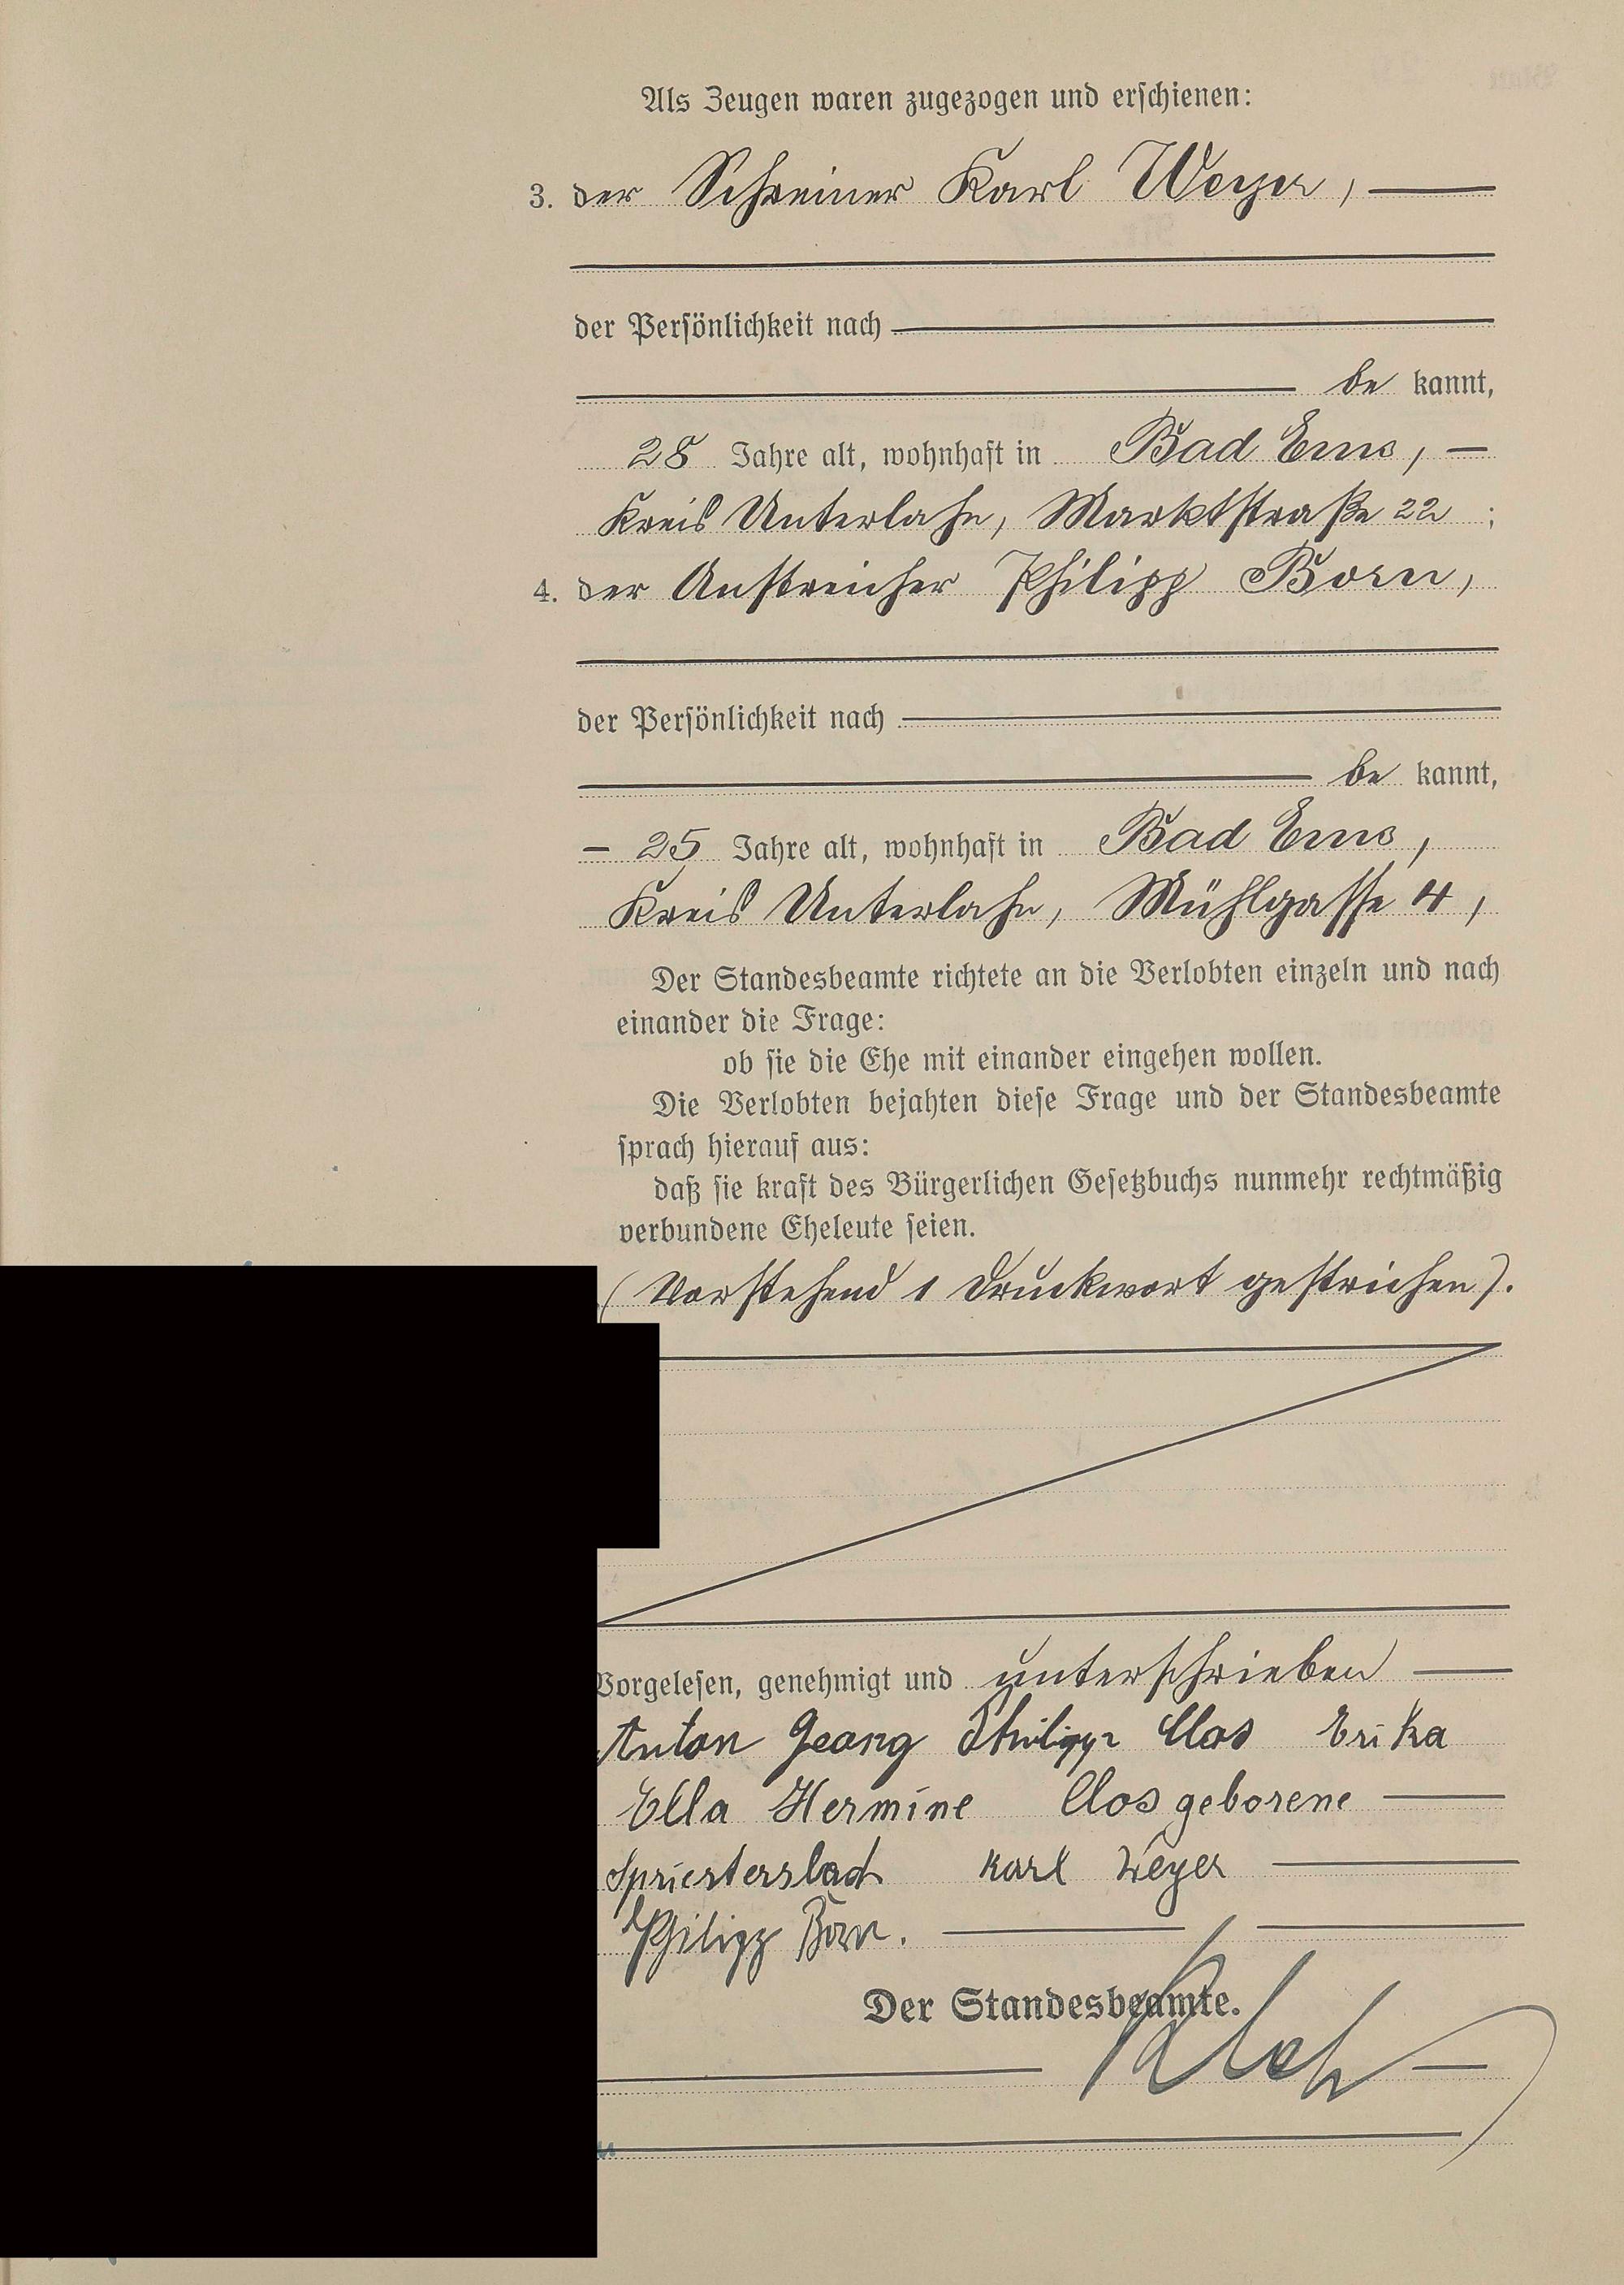 Als Zeugen waren zugezogen und erschienen:
3. der Schreiner Karl Weyer,
der Persönlichkeit nach
be kannt,
28 Jahre alt, wohnhaft in Bad Ems,
Kreis Unterlahn, Marktstraße 22 ;
4. der Anstreicher Philipp Born,
der Persönlichkeit nach
be kannt,
25 Jahre alt, wohnhaft in Bad Ems,
Kreis Unterlahn, Mühlgasse 4,
Der Standesbeamte richtete an die Verlobten einzeln und nach
einander die Frage:
ob sie die Ehe mit einander eingehen wollen.
Die Verlobten bejahten diese Frage und der Standesbeamte
sprach hierauf aus:
daß sie kraft des Bürgerlichen Gesetzbuchs nunmehr rechtmäßig
verbundene Eheleute seien.
(Vorstehend 1 Druckwort gestrichen).
Vorgelesen, genehmigt und unterschrieben
Anton Georg Philipp Clos Erika
Ella Hermine Clos geborene
Spriestersbach Karl Weyer
Philipp Born.
Der Standesbeamte.